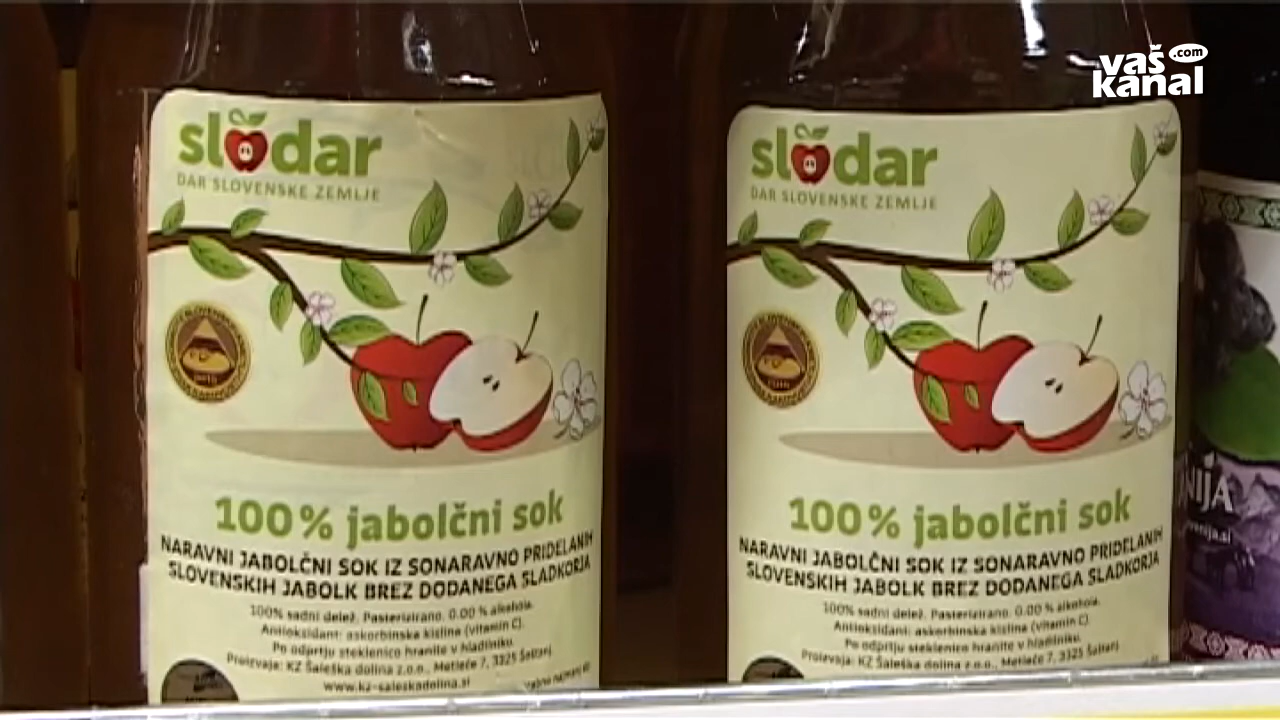 vaš .com
kanal
slodar
DAR SLOVENSKE ZEMLJE
100% jabolčni sok
NARAVNI JABOLČNI SOK IZ SONARAVNO PRIDELANIH
SLOVENSKIH JABOLK BREZ DODANEGA SLADKORJA
100% sadni delež. Pasterizirano. 0.00 % alkohola.
Antioksidant: askorbinska kislina (vitamin C).
Po odprtju steklenico hranite v hladilniku.
Proizvaja: KZ Šaleška dolina z.o.o., Metleče 7, 3325 Šoštanj
www.kz-saleskadolina.si
slodar
DAR SLOVENSKE ZEMLJE
100% jabolčni sok
NARAVNI JABOLČNI SOK IZ SONARAVNO PRIDELANIH
SLOVENSKIH JABOLK BREZ DODANEGA SLADKORJA
100% sadni delež. Pasterizirano. 0.00 % alkohola.
Antioksidant: askorbinska kislina (vitamin C).
Po odprtju steklenico hranite v hladilniku.
Proizvaja: KZ Šaleška dolina z.o.o., Metleče 7, 3325 Šoštanj
NIJA
venija.si